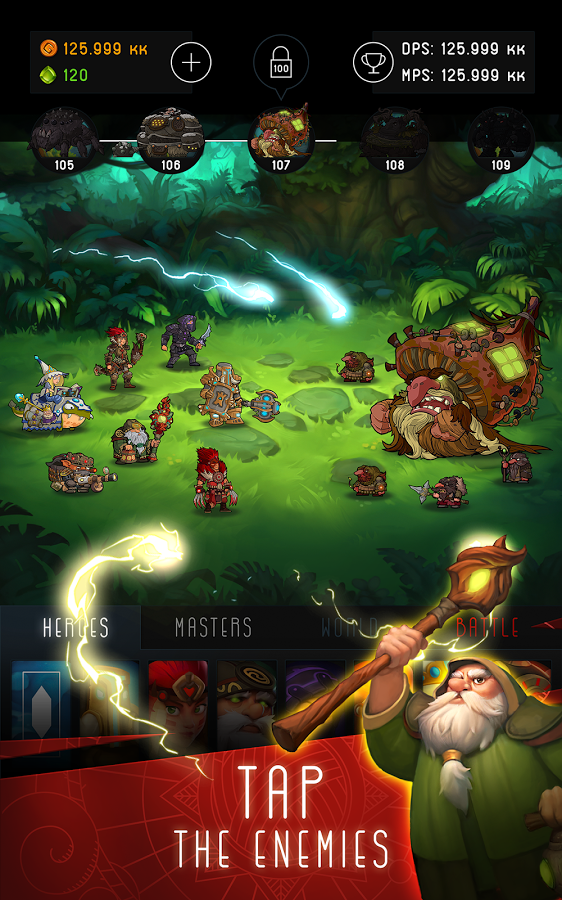 125.999 кк
120
100
DPS: 125.999 кк
MPS: 125.999 кк
105
106
107
108
109
HEROES
MASTERS
WORLD
BATTLE
TAP
THE ENEMIES